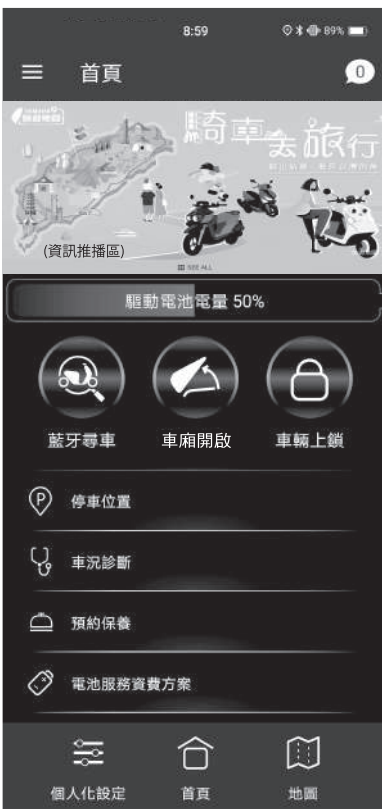 8:59
89%
首頁
0
騎車去旅行
(資訊推播區)
SEE ALL
驅動電池電量 50%
藍牙尋車
車廂開啟
車輛上鎖
P
停車位置
車況診斷
預約保養
電池服務資費方案
個人化設定
首頁
地圖